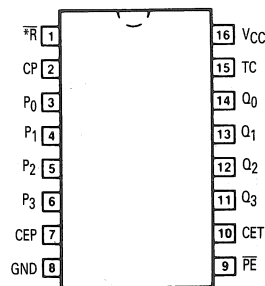 *R̅ 1 16 VCC
CP 2 15 TC
P0 3 14 Q0
P1 4 13 Q1
P2 5 12 Q2
P3 6 11 Q3
CEP 7 10 CET
GND 8 9 P̅E̅